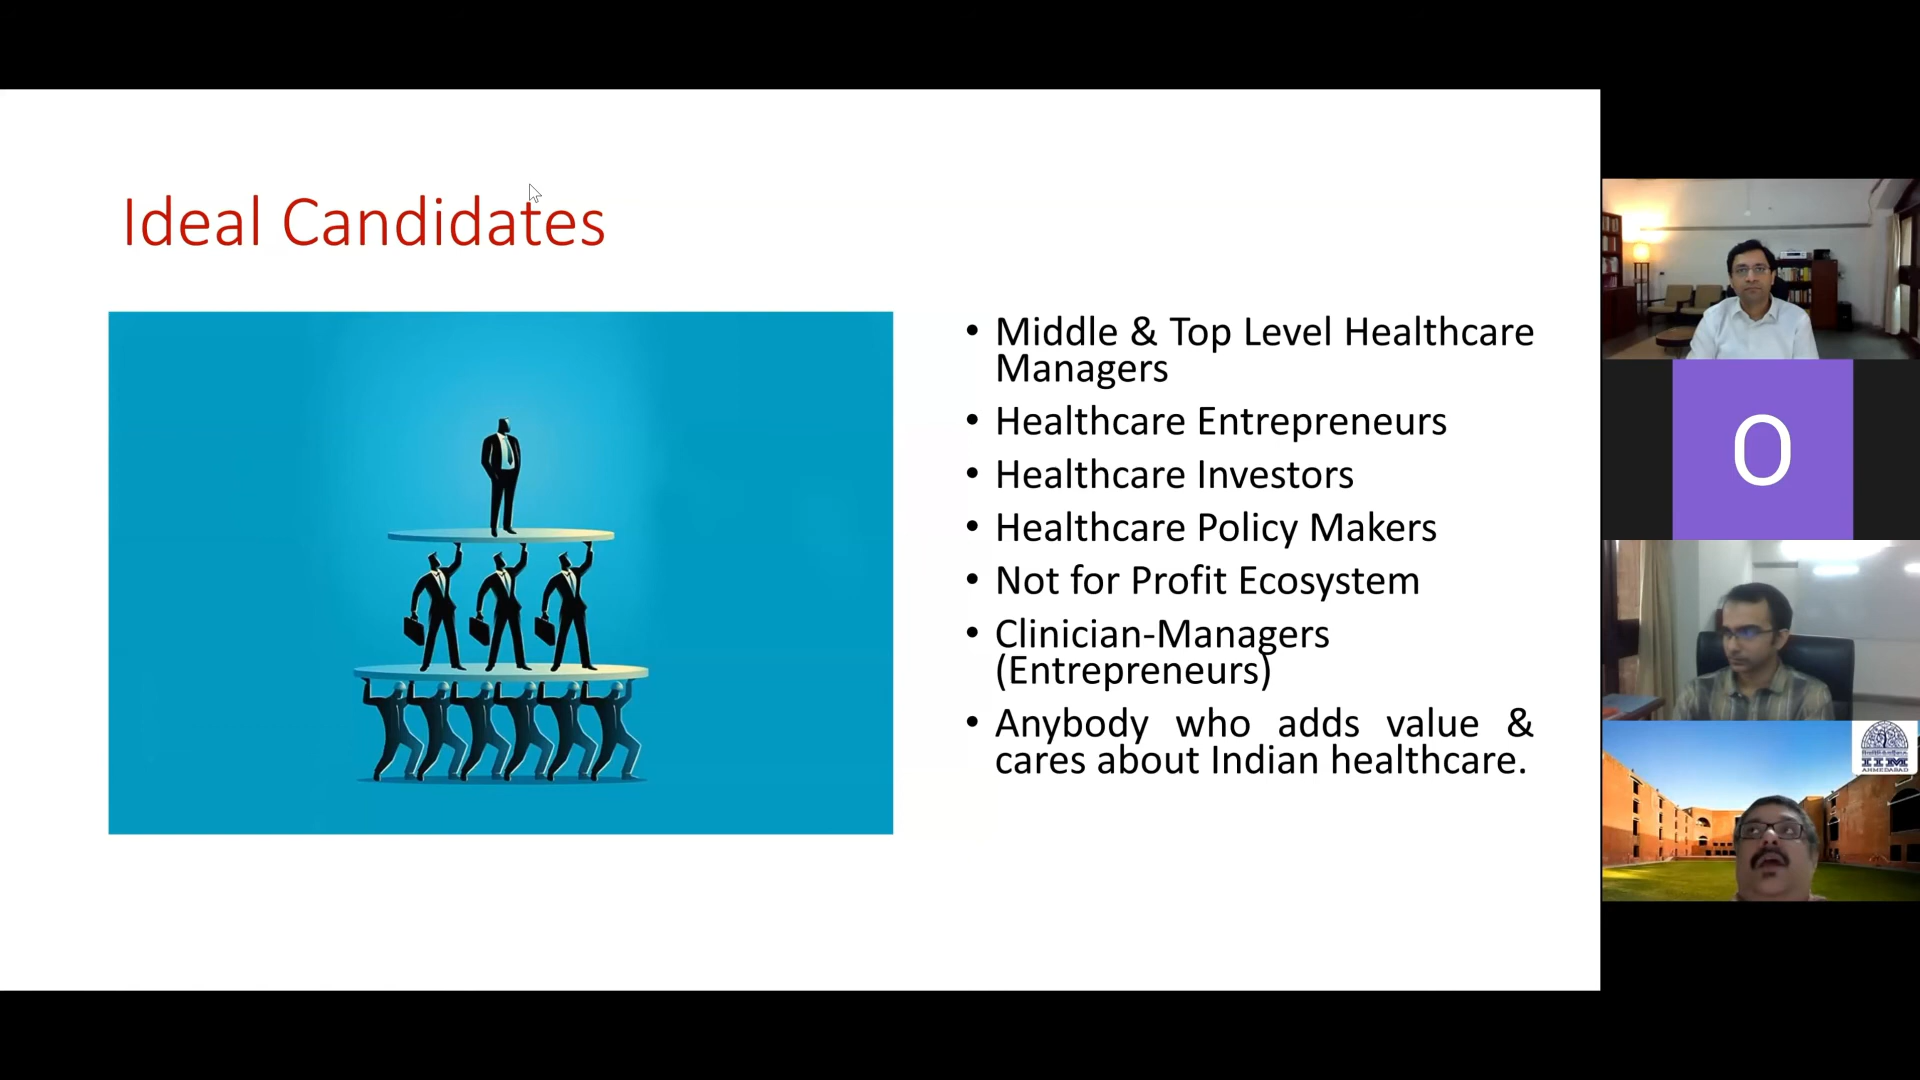 Ideal Candidates
• Middle & Top Level Healthcare
Managers
• Healthcare Entrepreneurs
• Healthcare Investors
• Healthcare Policy Makers
• Not for Profit Ecosystem
• Clinician-Managers
(Entrepreneurs)
• Anybody who adds value &
cares about Indian healthcare.
O
IIM
AHMEDABAD